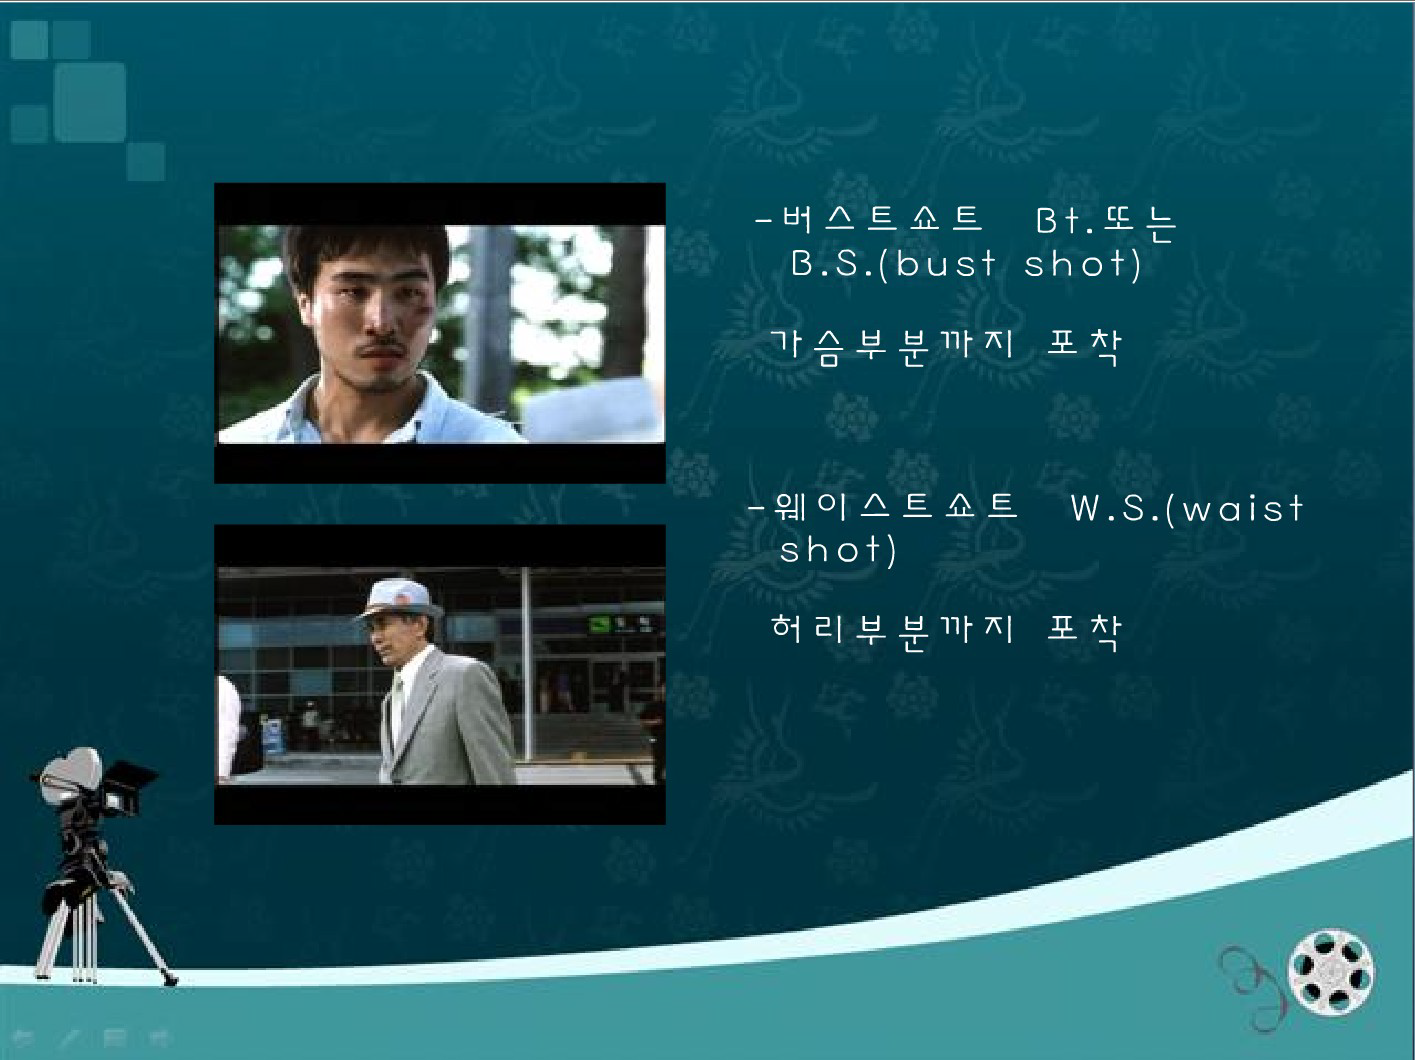 -버스트쇼트 Bt.또는
B.S.(bust shot)
가슴부분까지 포착
-웨이스트쇼트 W.S.(waist
shot)
허리부분까지 포착